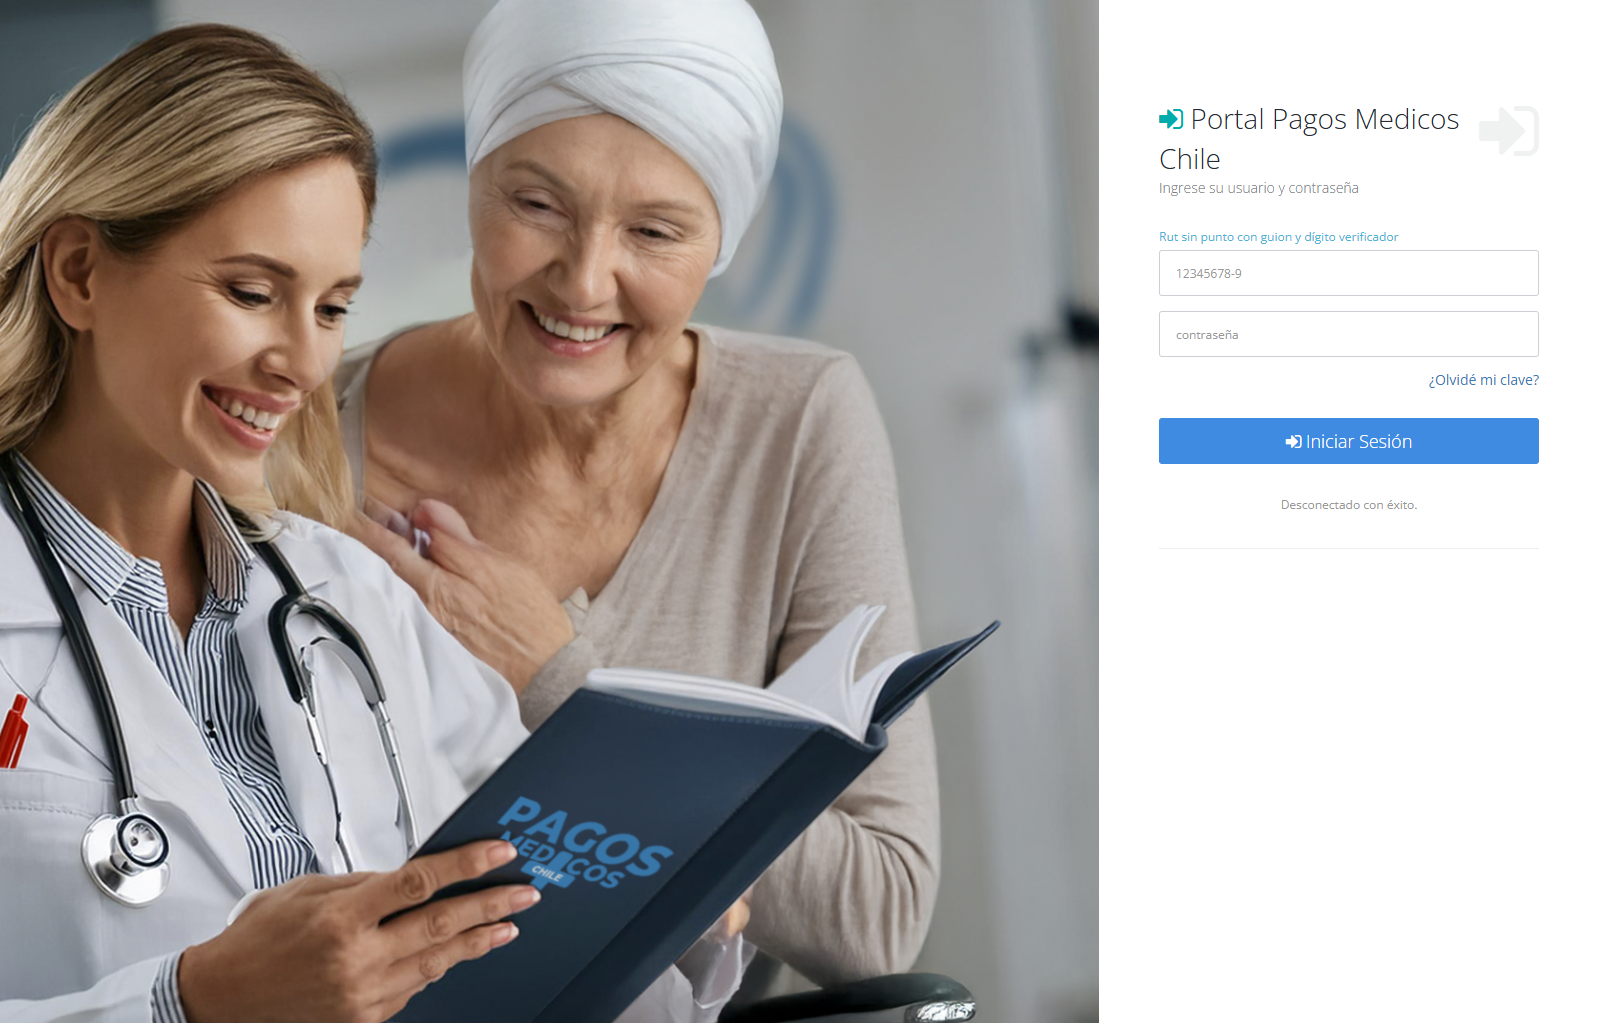 Portal Pagos Medicos
Chile
Ingrese su usuario y contraseña
Rut sin punto con guion y dígito verificador
12345678-9
contraseña
¿Olvidé mi clave?
Iniciar Sesión
Desconectado con éxito.
PAGOS
MEDICOS
CHILE